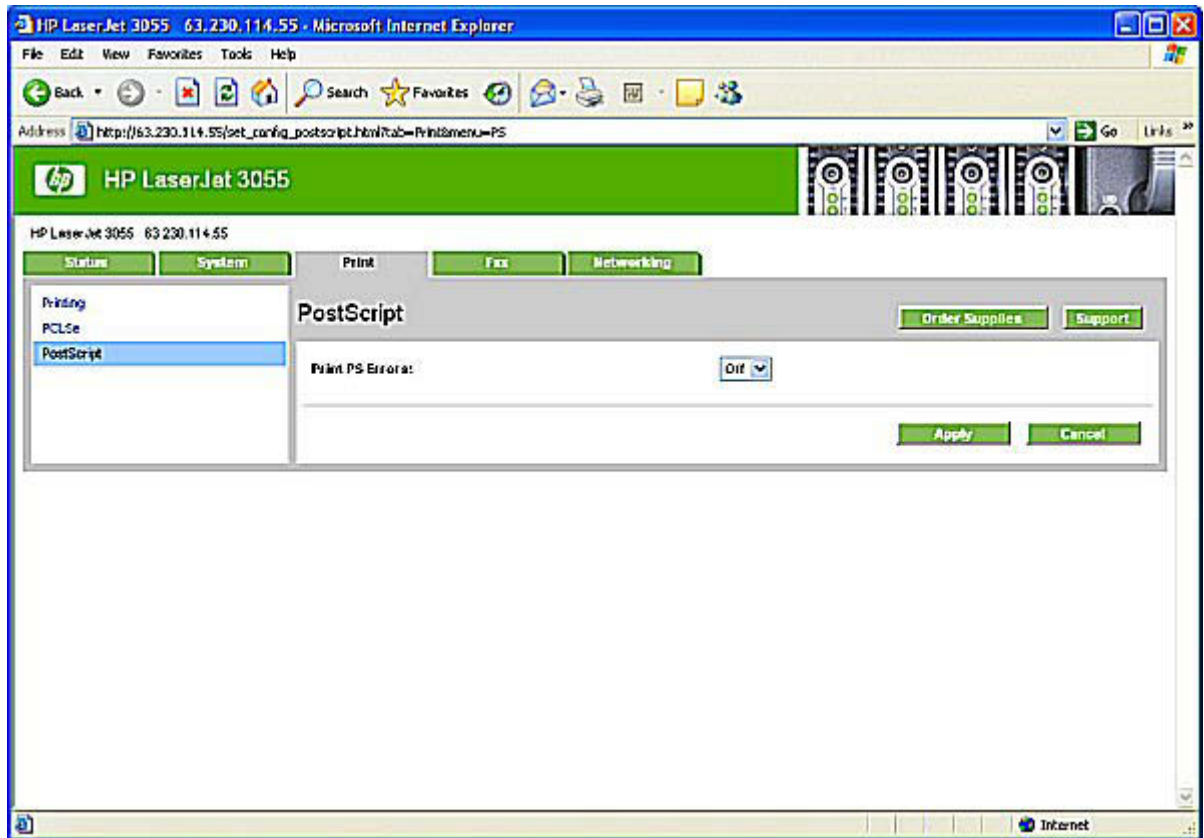 HP LaserJet 3055 63.230.114.55 - Microsoft Internet Explorer
File Edit View Favorites Tools Help
Back Search Favorites
Address http://63.230.114.55/set_config_postscript.html?tab=Print&menu=PS Go Links »
hp HP LaserJet 3055
HP LaserJet 3055 63.230.114.55
Status System Print Fax Networking
Printing
PCL5e
PostScript
PostScript
Order Supplies Support
Print PS Errors: Off
Apply Cancel
Internet